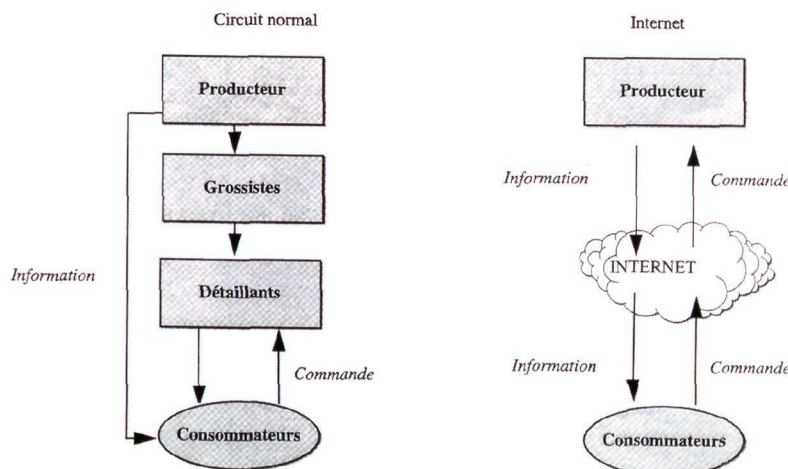 Circuit normal
Producteur
Grossistes
Information
Détaillants
Commande
Consommateurs
Internet
Producteur
Information
Commande
INTERNET
Information
Commande
Consommateurs